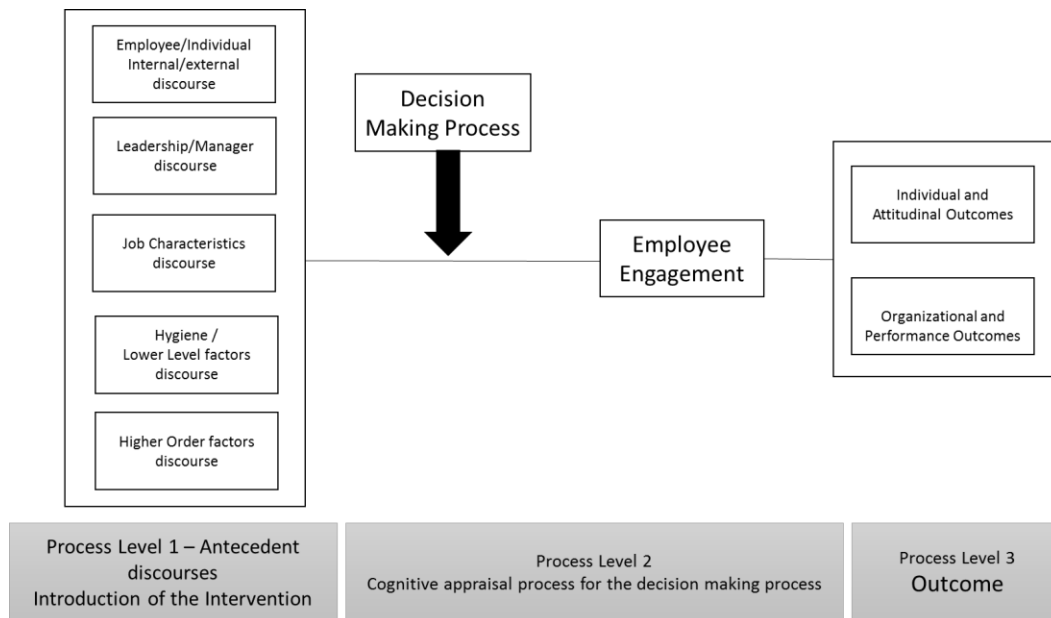 Employee/Individual
Internal/external
discourse
Leadership/Manager
discourse
Job Characteristics
discourse
Hygiene /
Lower Level factors
discourse
Higher Order factors
discourse
Decision
Making Process
Employee
Engagement
Individual and
Attitudinal Outcomes
Organizational and
Performance Outcomes
Process Level 1 – Antecedent
discourses
Introduction of the Intervention
Process Level 2
Cognitive appraisal process for the decision making process
Process Level 3
Outcome